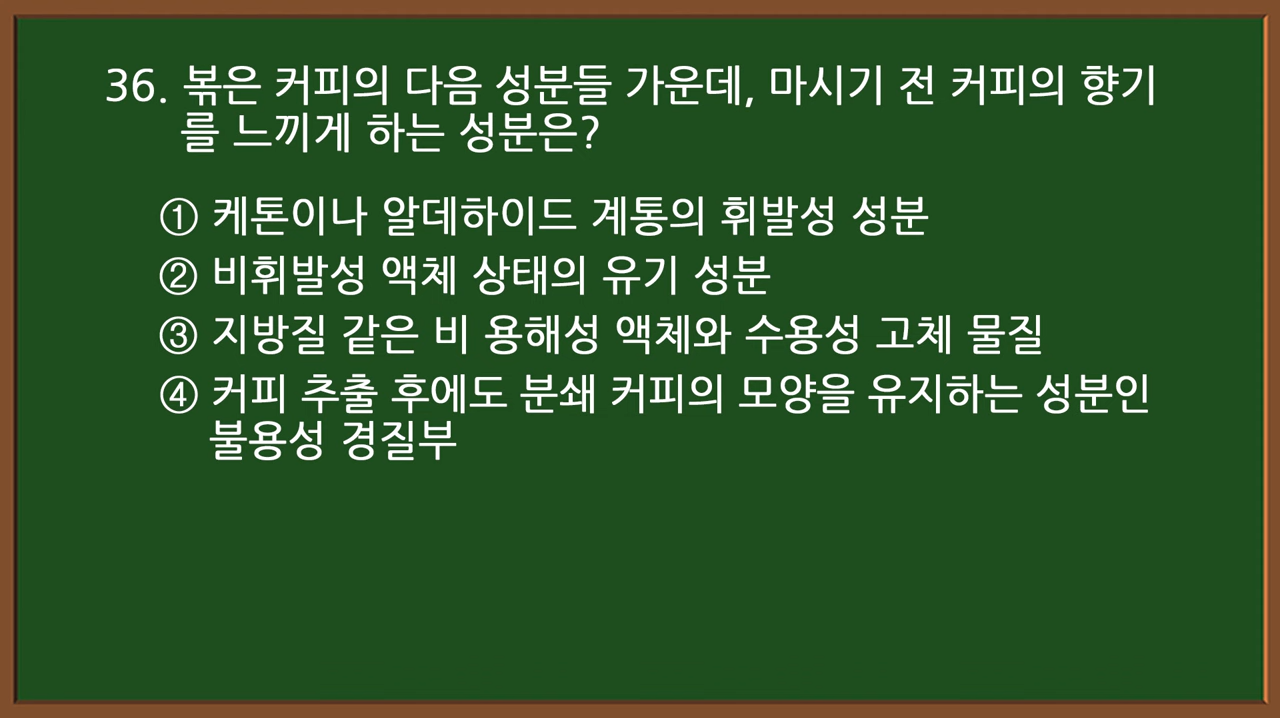 36. 볶은 커피의 다음 성분들 가운데, 마시기 전 커피의 향기
를 느끼게 하는 성분은?
① 케톤이나 알데하이드 계통의 휘발성 성분
② 비휘발성 액체 상태의 유기 성분
③ 지방질 같은 비 용해성 액체와 수용성 고체 물질
④ 커피 추출 후에도 분쇄 커피의 모양을 유지하는 성분인
불용성 경질부